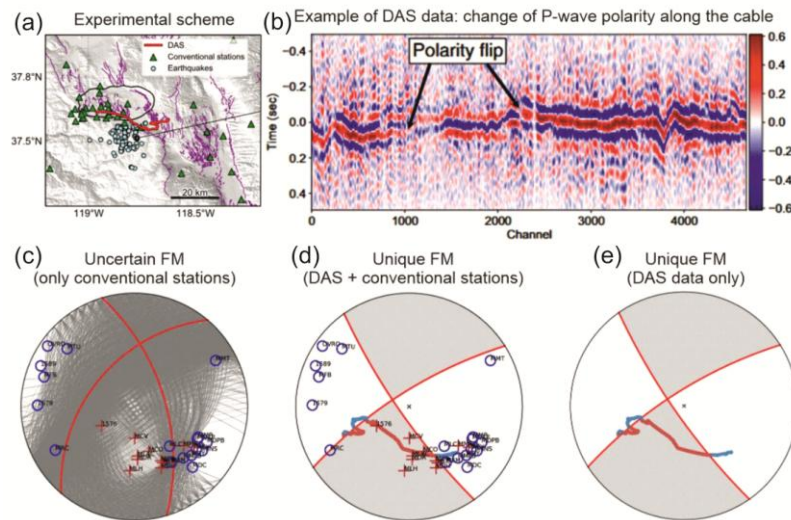 (a) Experimental scheme
DAS
Conventional stations
Earthquakes
37.8°N
37.5°N
20 km
119°W
118.5°W
(b) Example of DAS data: change of P-wave polarity along the cable
Polarity flip
Time (sec)
-0.4
-0.2
0.0
0.2
0.4
0
1000
2000
3000
4000
Channel
0.6
0.4
0.2
0.0
-0.2
-0.4
-0.6
(c) Uncertain FM
(only conventional stations)
MLH
(d) Unique FM
(DAS + conventional stations)
MLH
(e) Unique FM
(DAS data only)